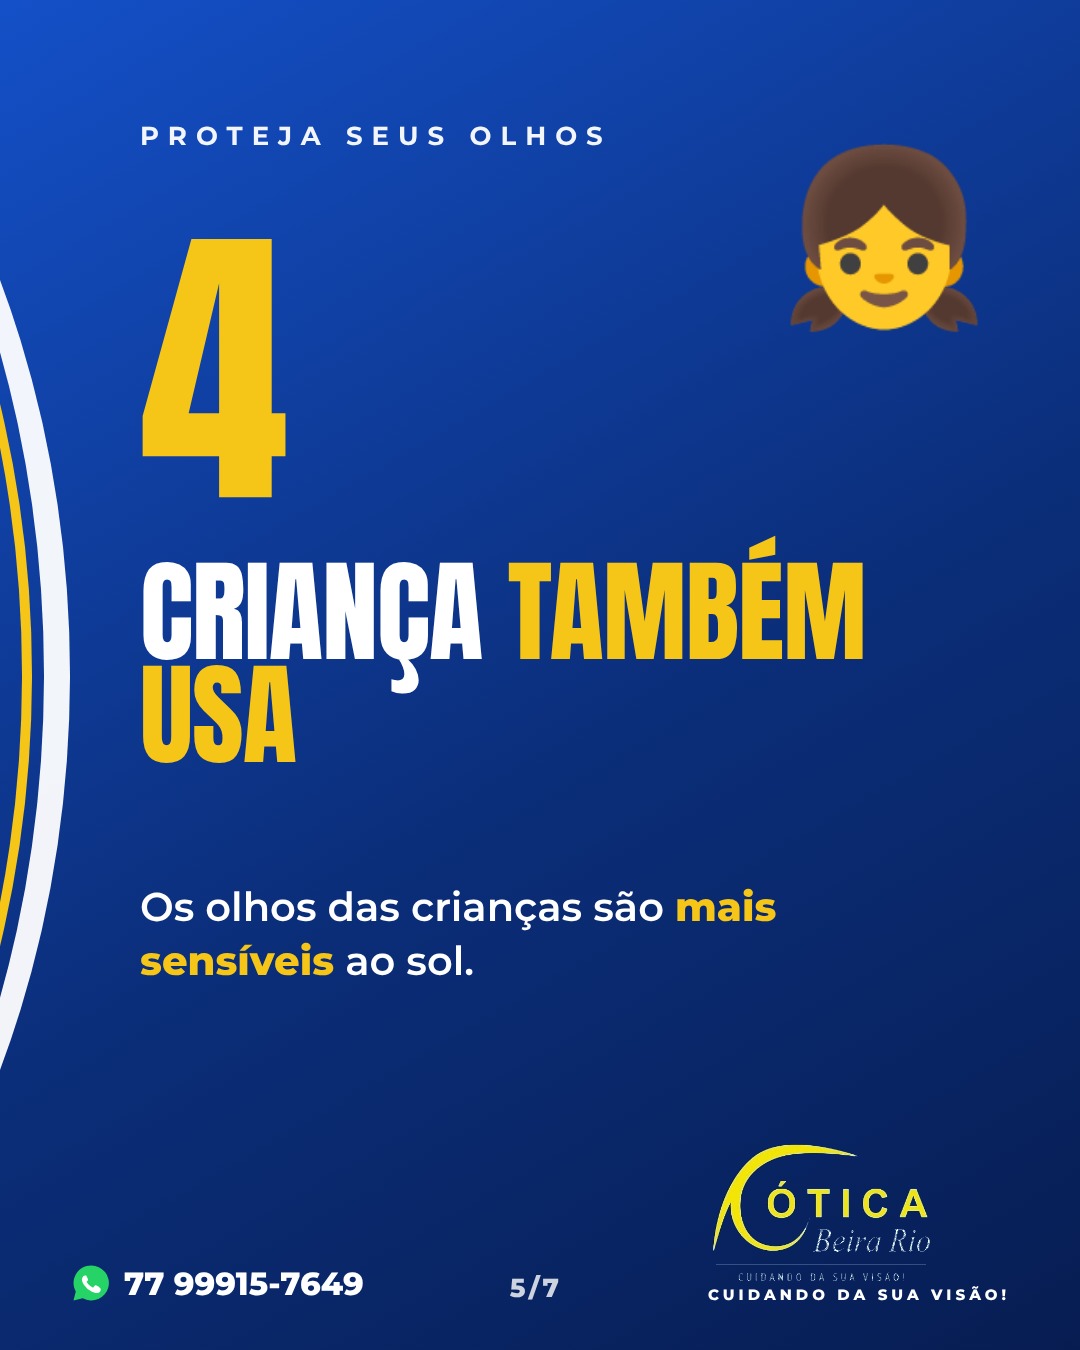 PROTEJA SEUS OLHOS
4
CRIANÇA TAMBÉM
USA
Os olhos das crianças são mais
sensíveis ao sol.
ÓTICA
Beira Rio
CUIDANDO DA SUA VISÃO!
77 99915-7649
5/7
CUIDANDO DA SUA VISÃO!